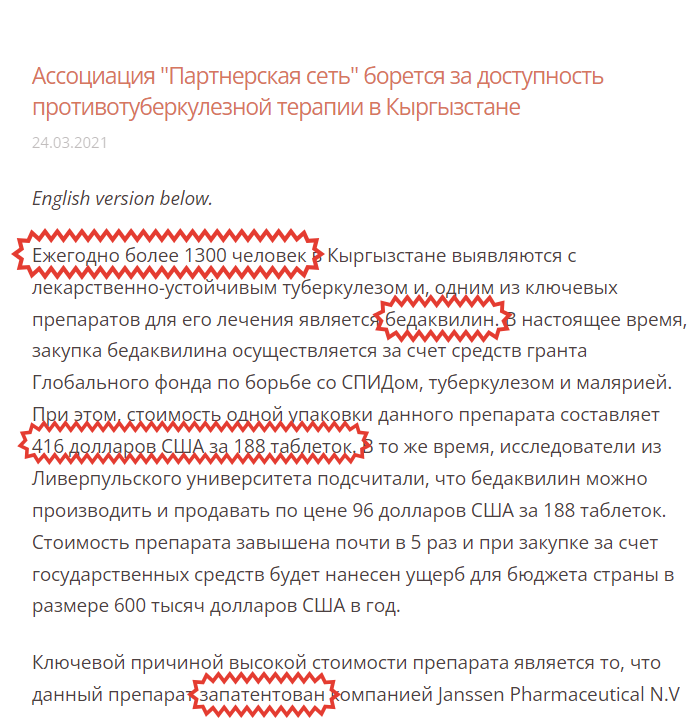 Ассоциация "Партнерская сеть" борется за доступность
противотуберкулезной терапии в Кыргызстане
24.03.2021
English version below.
Ежегодно более 1300 человек в Кыргызстане выявляются с
лекарственно-устойчивым туберкулезом и, одним из ключевых
препаратов для его лечения является бедаквилин. В настоящее время,
закупка бедаквилина осуществляется за счет средств гранта
Глобального фонда по борьбе со СПИДом, туберкулезом и малярией.
При этом, стоимость одной упаковки данного препарата составляет
416 долларов США за 188 таблеток. В то же время, исследователи из
Ливерпульского университета подсчитали, что бедаквилин можно
производить и продавать по цене 96 долларов США за 188 таблеток.
Стоимость препарата завышена почти в 5 раз и при закупке за счет
государственных средств будет нанесен ущерб для бюджета страны в
размере 600 тысяч долларов США в год.
Ключевой причиной высокой стоимости препарата является то, что
данный препарат запатентован компанией Janssen Pharmaceutical N.V